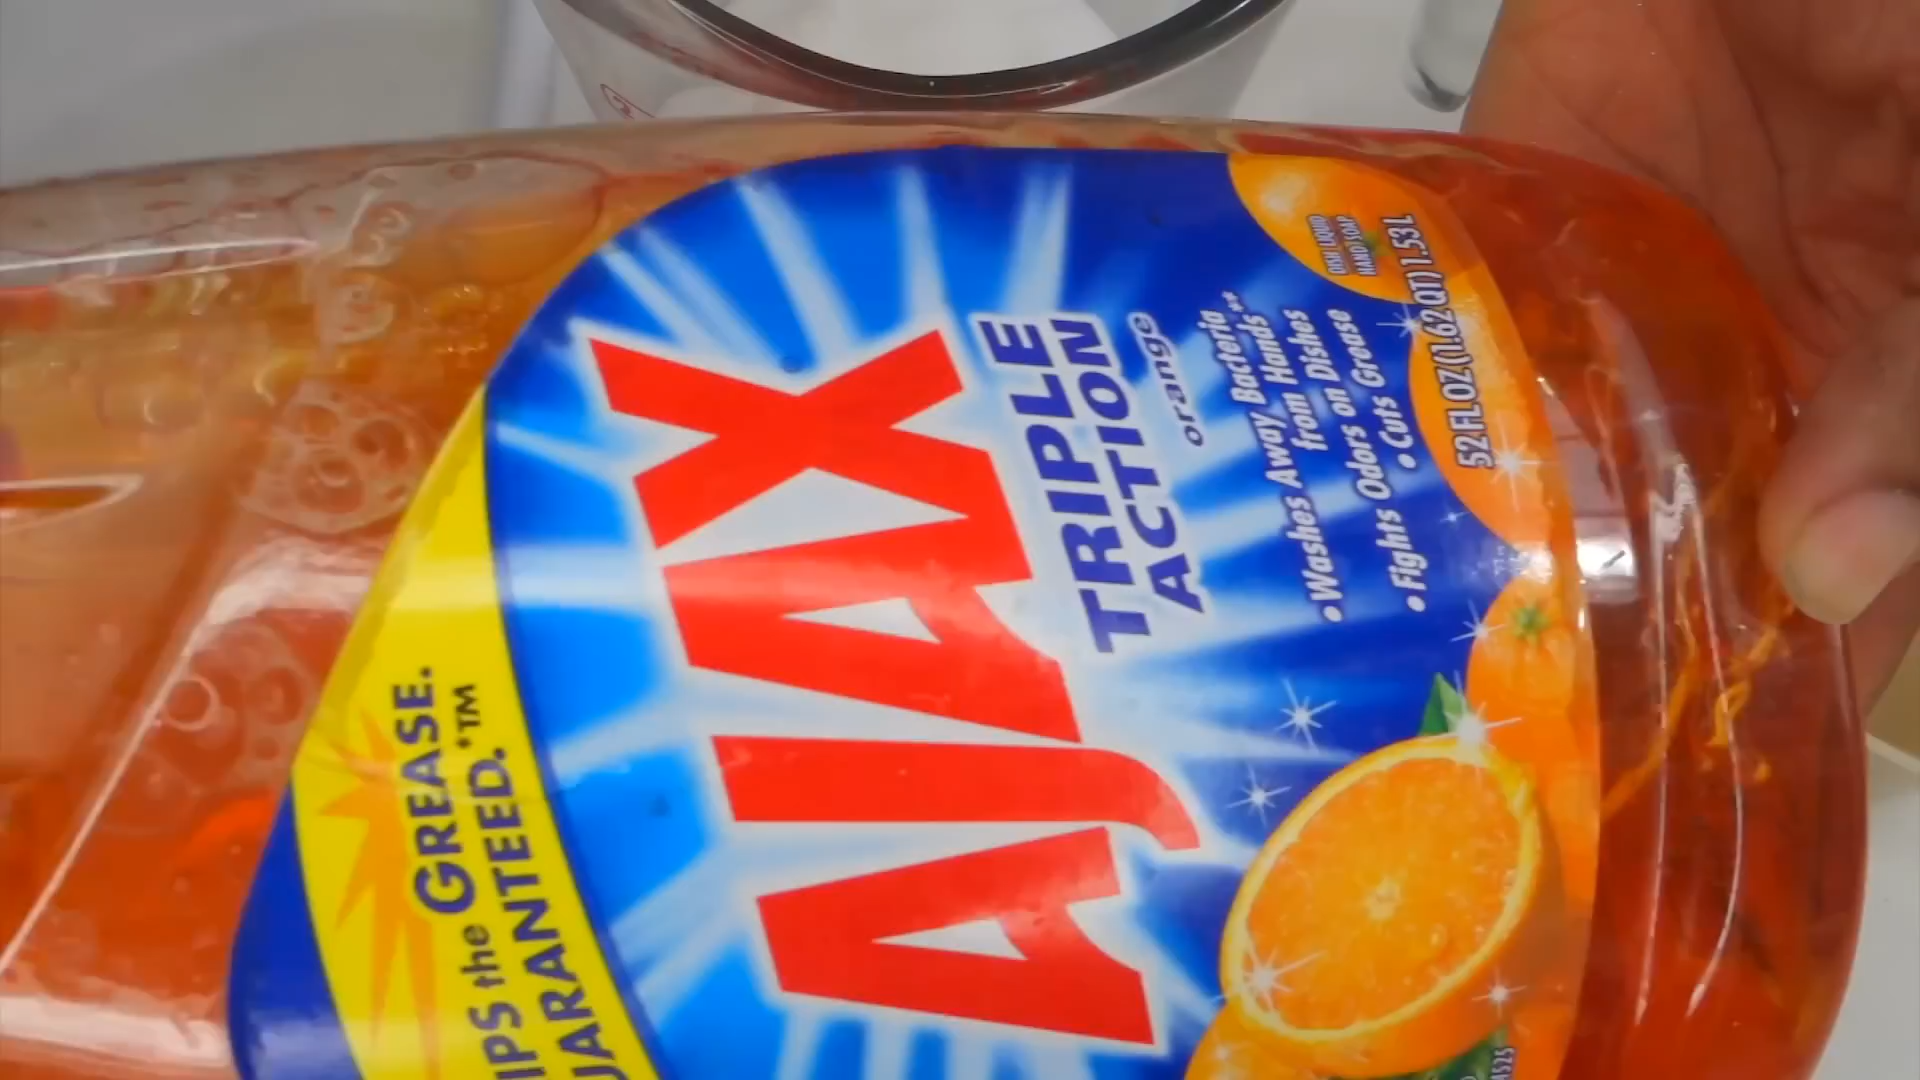 IPS the GREASE.
UARANTEED.*™
AJAX
TRIPLE
ACTION
orange
•Washes Away Bacteria
from Hands**
•Fights Odors on Dishes
•Cuts Grease
DISH LIQUID
HAND SOAP
52 FL OZ (1.62 QT) 1.53 L